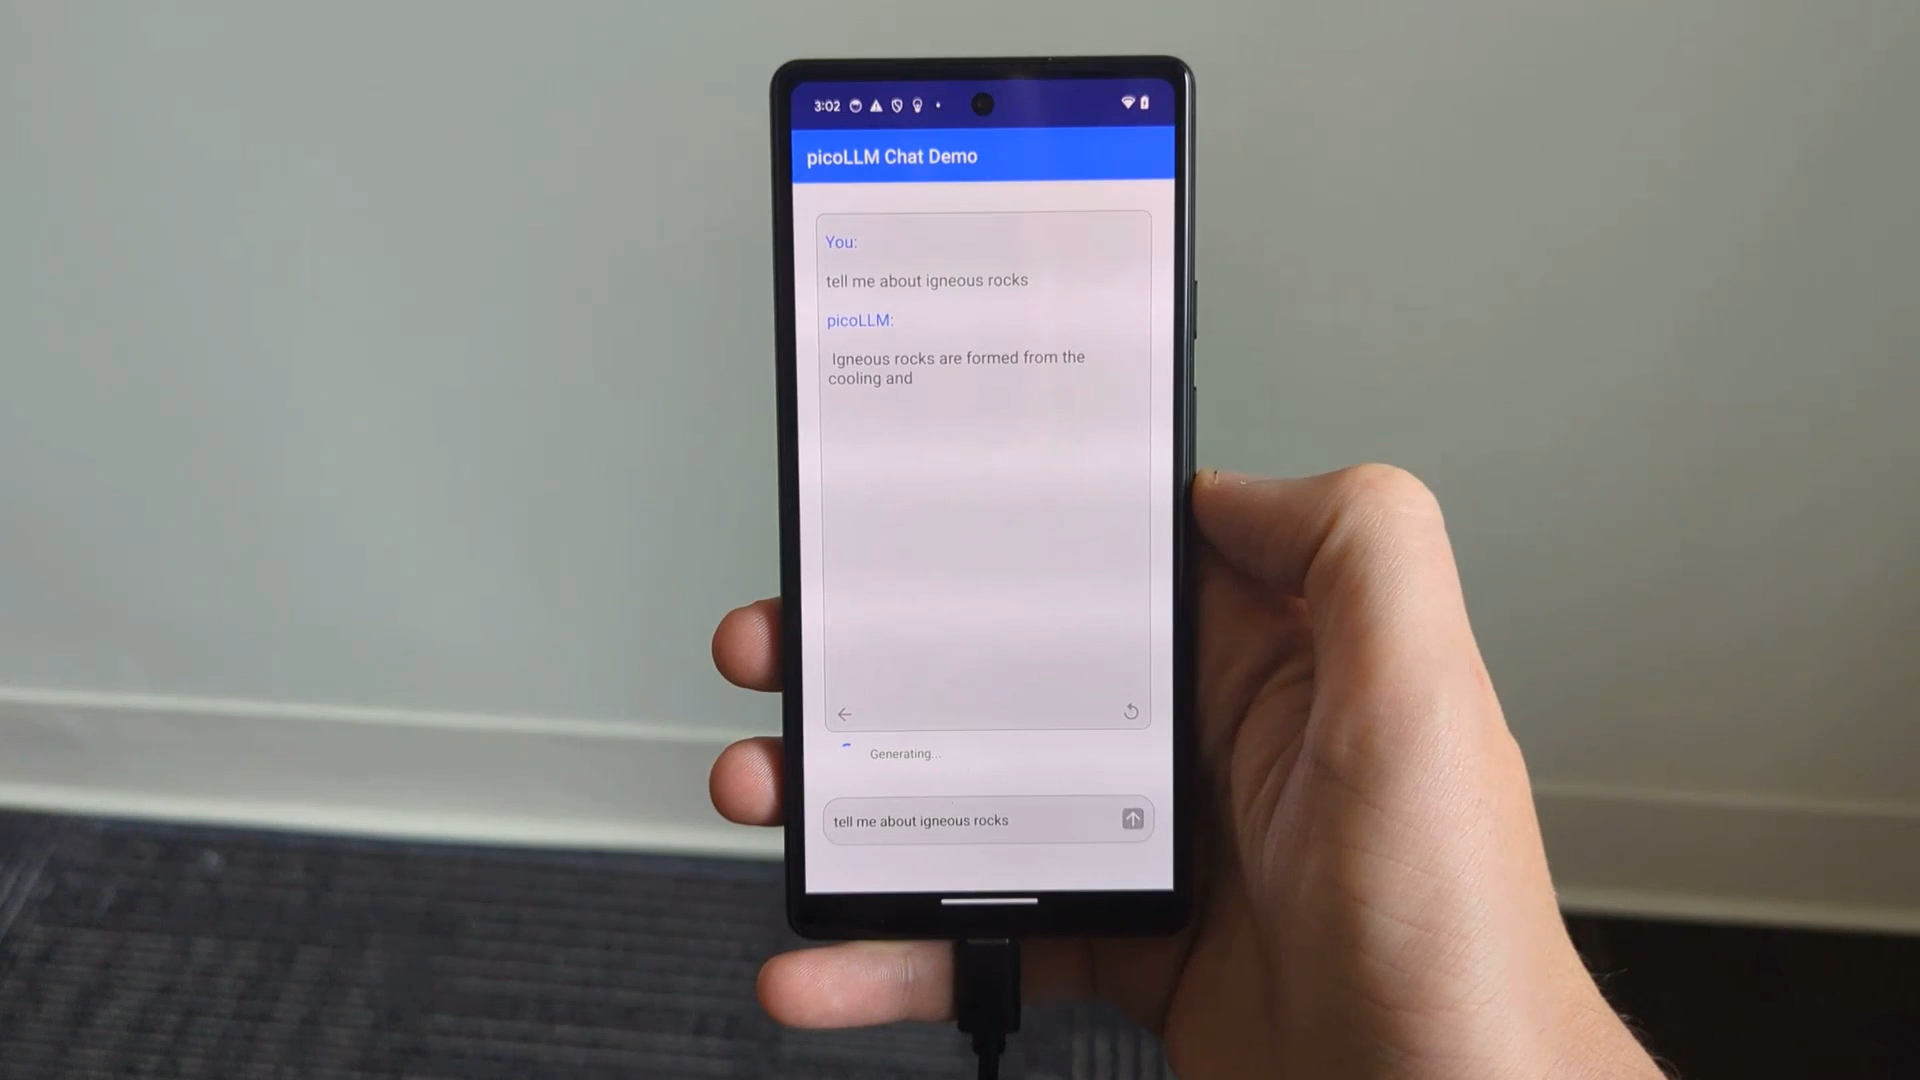 3:02
picoLLM Chat Demo
You:
tell me about igneous rocks
picoLLM:
Igneous rocks are formed from the
cooling and
Generating...
tell me about igneous rocks